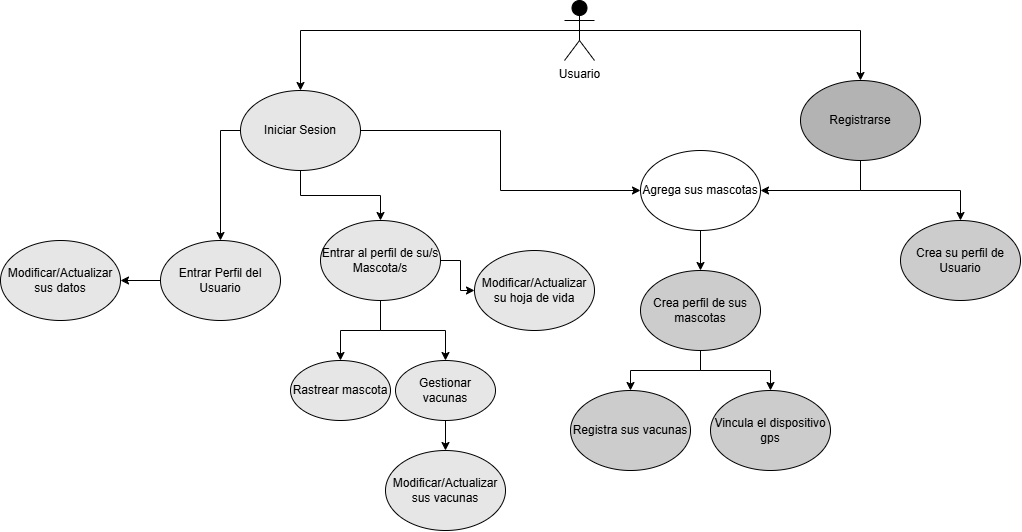 Usuario
Iniciar Sesion
Registrarse
Agrega sus mascotas
Modificar/Actualizar
sus datos
Entrar Perfil del
Usuario
Entrar al perfil de su/s
Mascota/s
Modificar/Actualizar
su hoja de vida
Crea perfil de sus
mascotas
Crea su perfil de
Usuario
Rastrear mascota
Gestionar
vacunas
Registra sus vacunas
Vincula el dispositivo
gps
Modificar/Actualizar
sus vacunas